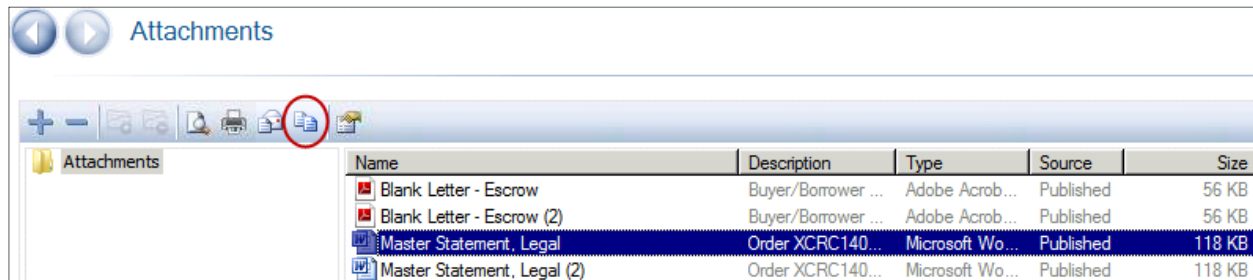 Attachments
Attachments
Name Description Type Source Size
Blank Letter - Escrow Buyer/Borrower ... Adobe Acrob... Published 56 KB
Blank Letter - Escrow (2) Buyer/Borrower ... Adobe Acrob... Published 56 KB
Master Statement, Legal Order XCRC140... Microsoft Wo... Published 118 KB
Master Statement, Legal (2) Order XCRC140... Microsoft Wo... Published 118 KB